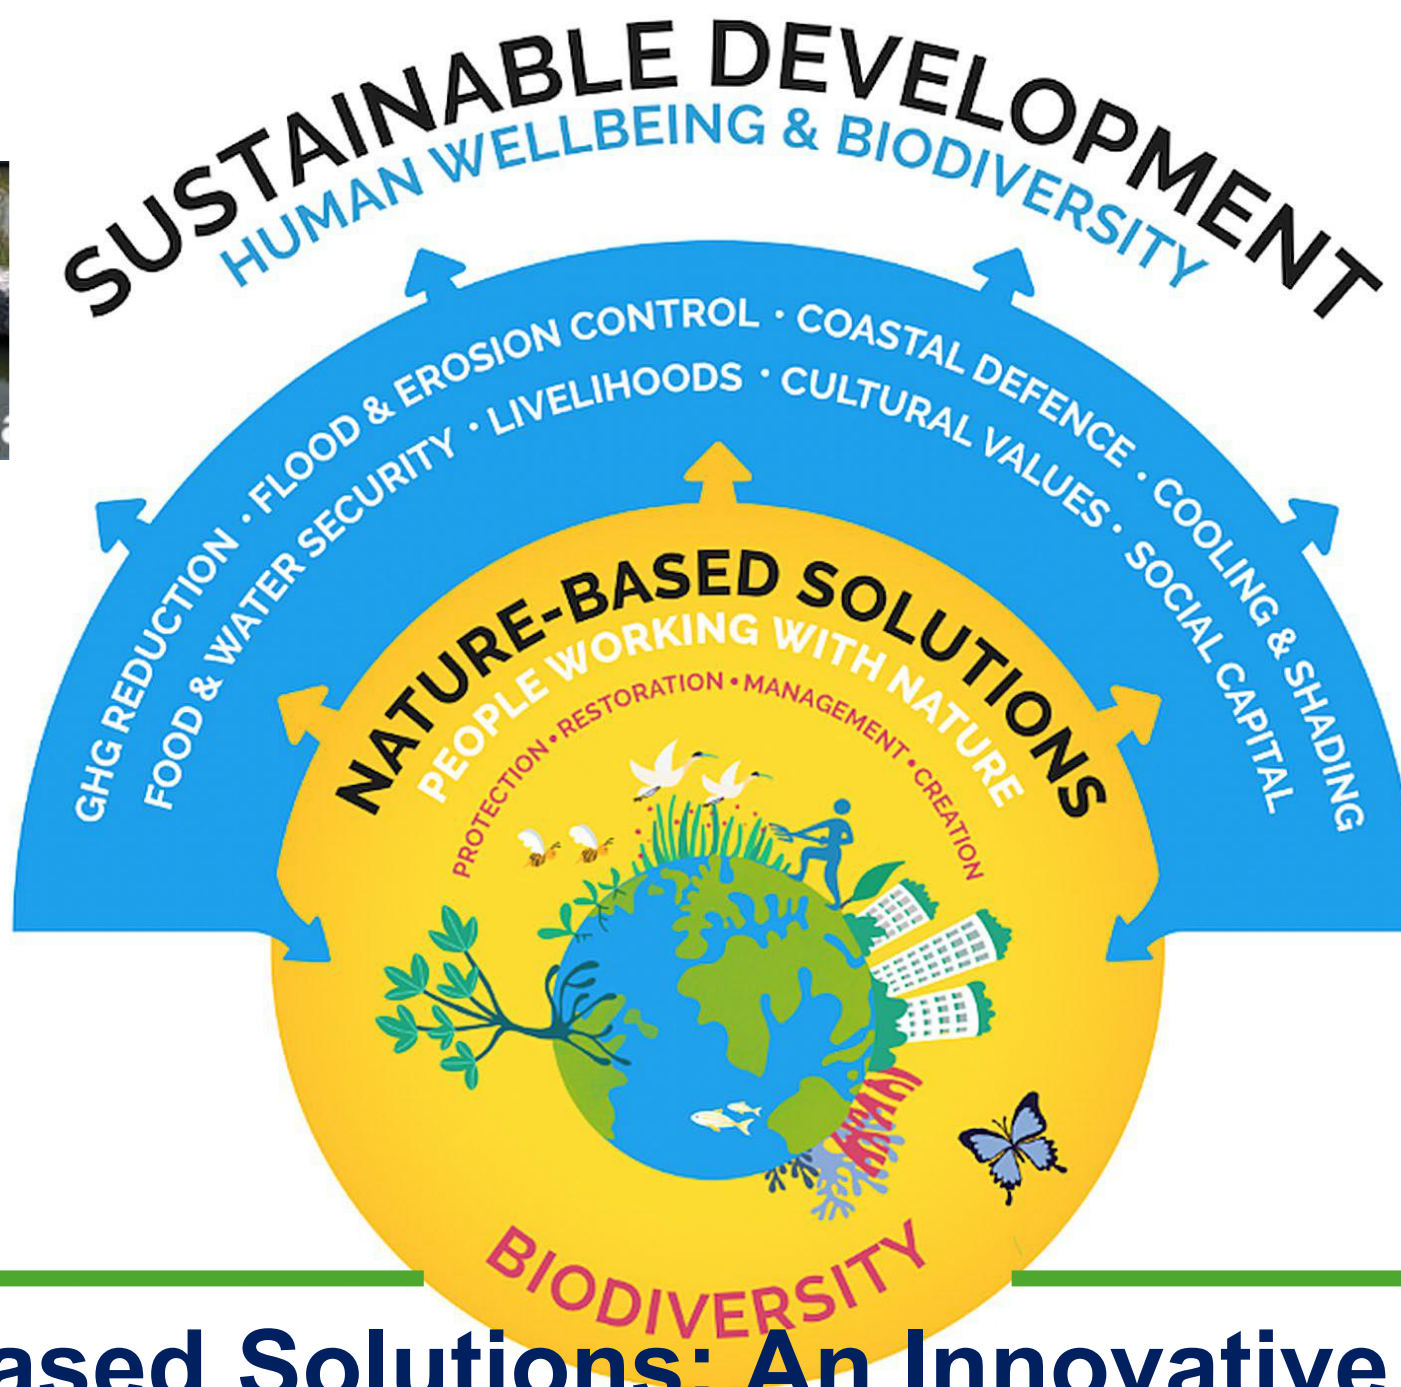 SUSTAINABLE DEVELOPMENT
HUMAN WELLBEING & BIODIVERSITY
GHG REDUCTION · FLOOD & EROSION CONTROL · COASTAL DEFENCE · COOLING & SHADING
FOOD & WATER SECURITY · LIVELIHOODS · CULTURAL VALUES · SOCIAL CAPITAL
NATURE-BASED SOLUTIONS
PEOPLE WORKING WITH NATURE
PROTECTION • RESTORATION • MANAGEMENT • CREATION
BIODIVERSITY
ased Solutions: An Innovative